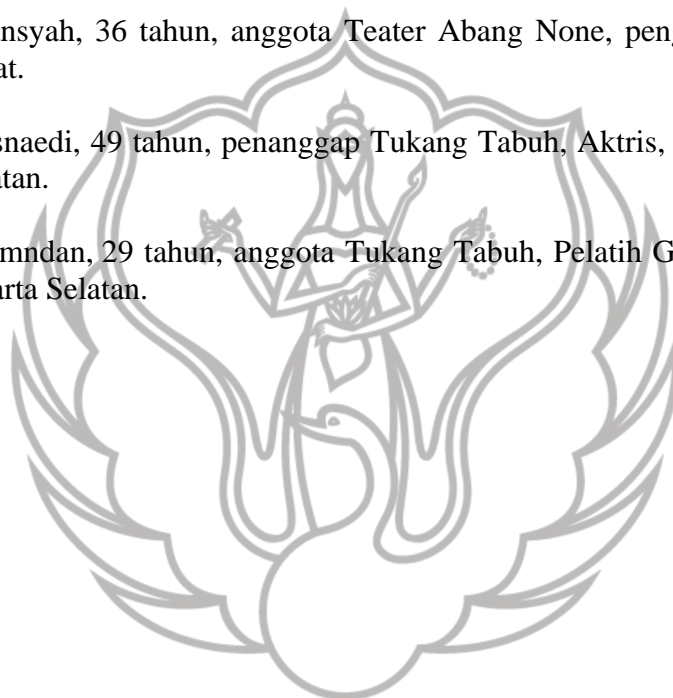 nsyah, 36 tahun, anggota Teater Abang None, peng
at.
snaedi, 49 tahun, penanggap Tukang Tabuh, Aktris,
atan.
mndan, 29 tahun, anggota Tukang Tabuh, Pelatih G
arta Selatan.